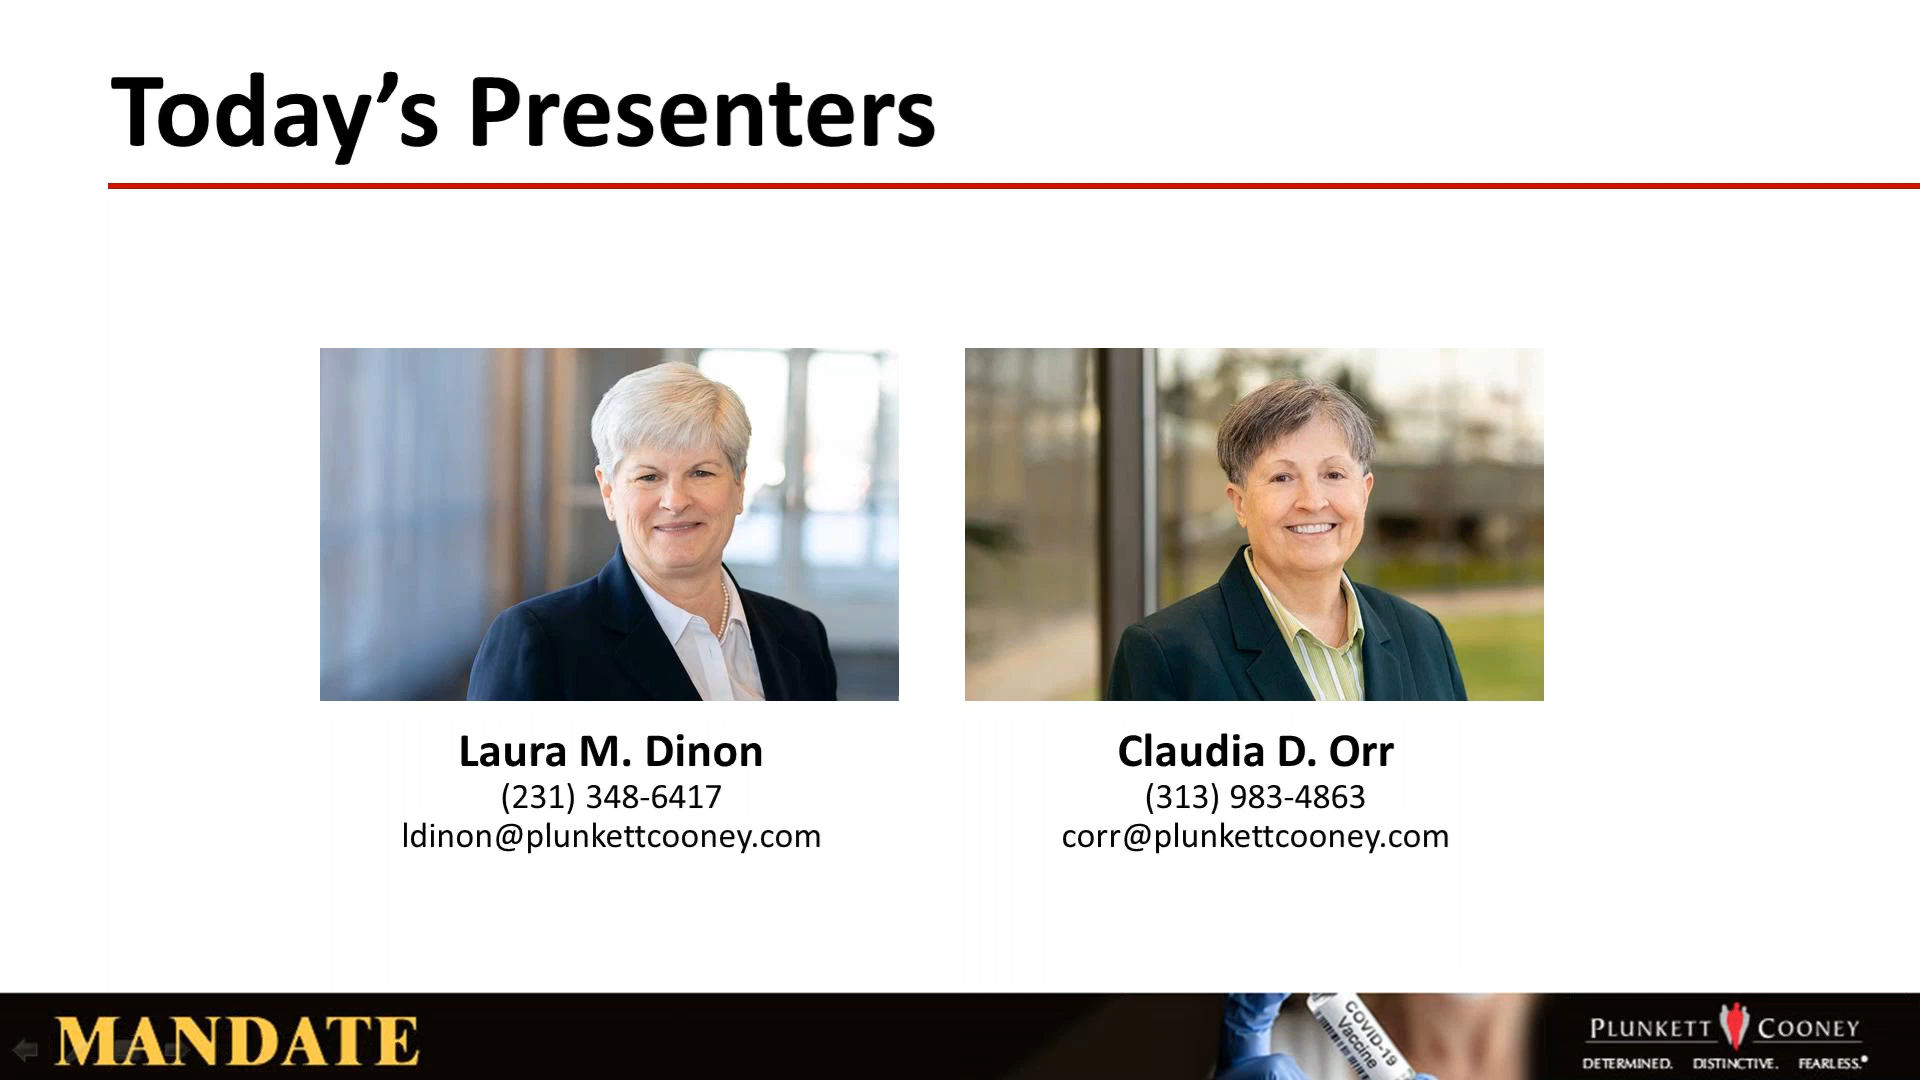 Today’s Presenters
Laura M. Dinon
(231) 348-6417
ldinon@plunkettcooney.com
Claudia D. Orr
(313) 983-4863
corr@plunkettcooney.com
MANDATE
COVID-19
Vaccine
PLUNKETT COONEY
DETERMINED. DISTINCTIVE. FEARLESS.®